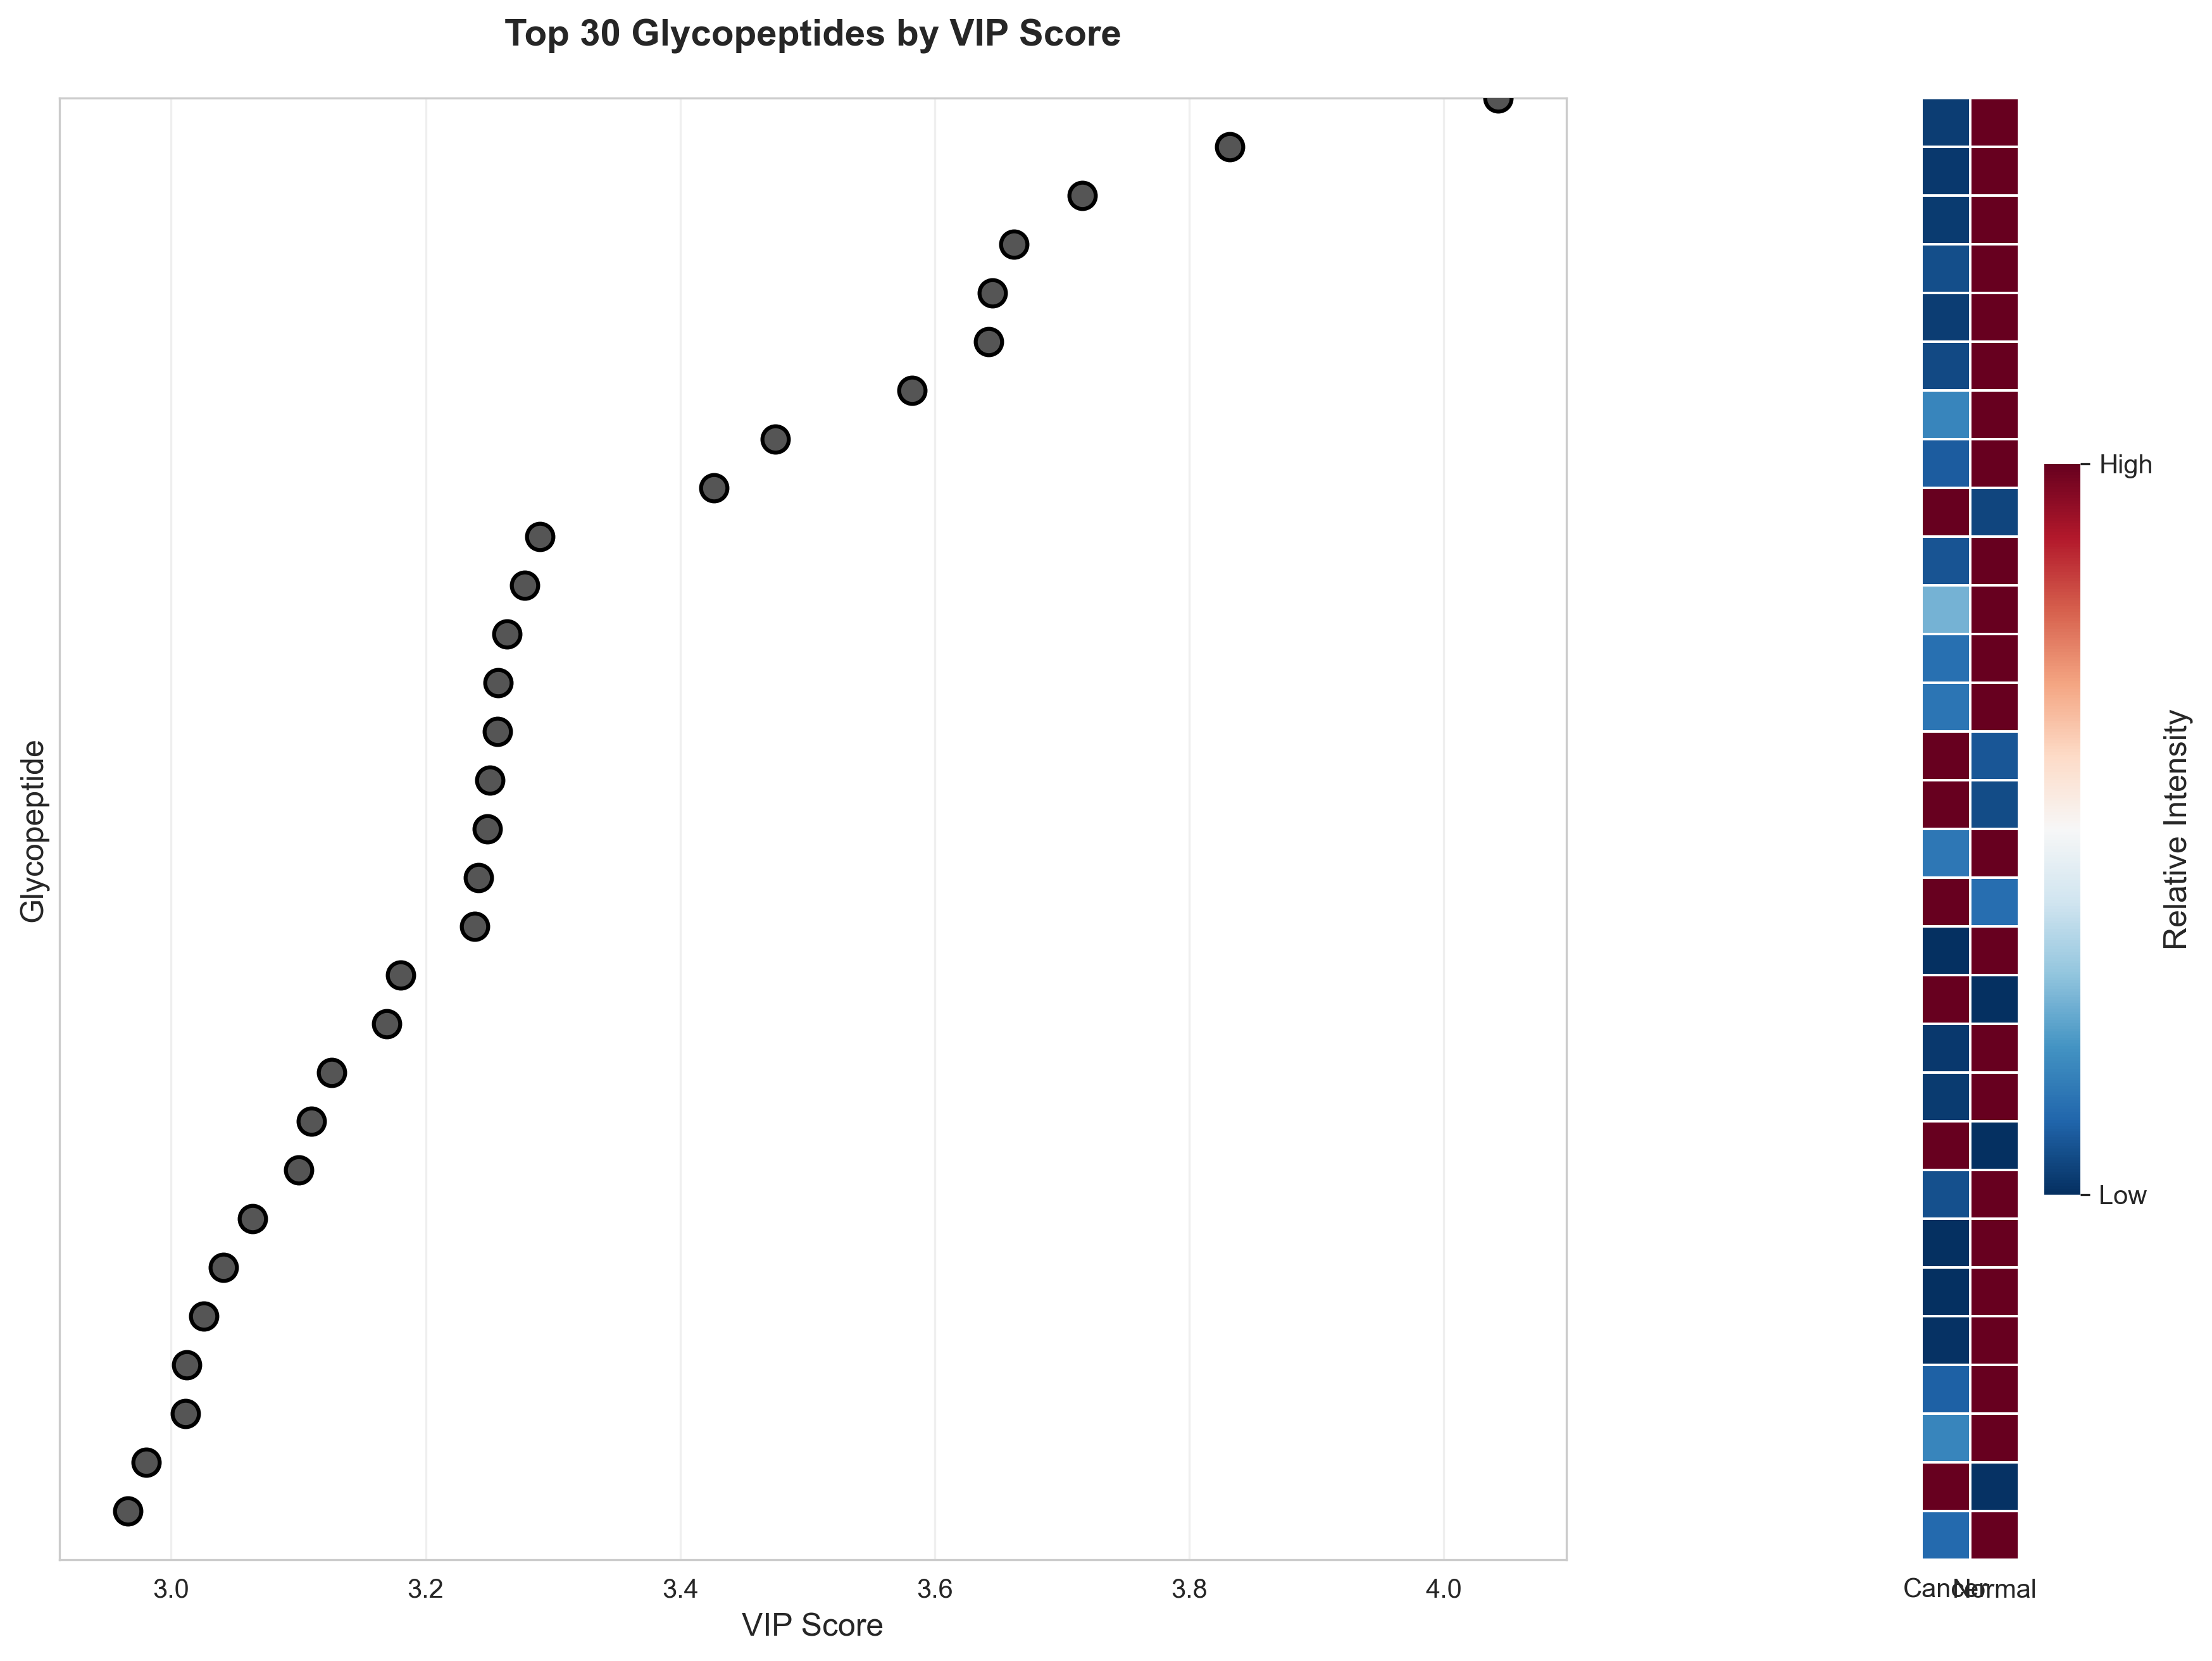 Top 30 Glycopeptides by VIP Score
Glycopeptide
3.0 3.2 3.4 3.6 3.8 4.0
VIP Score
Cancer Normal
High
Low
Relative Intensity